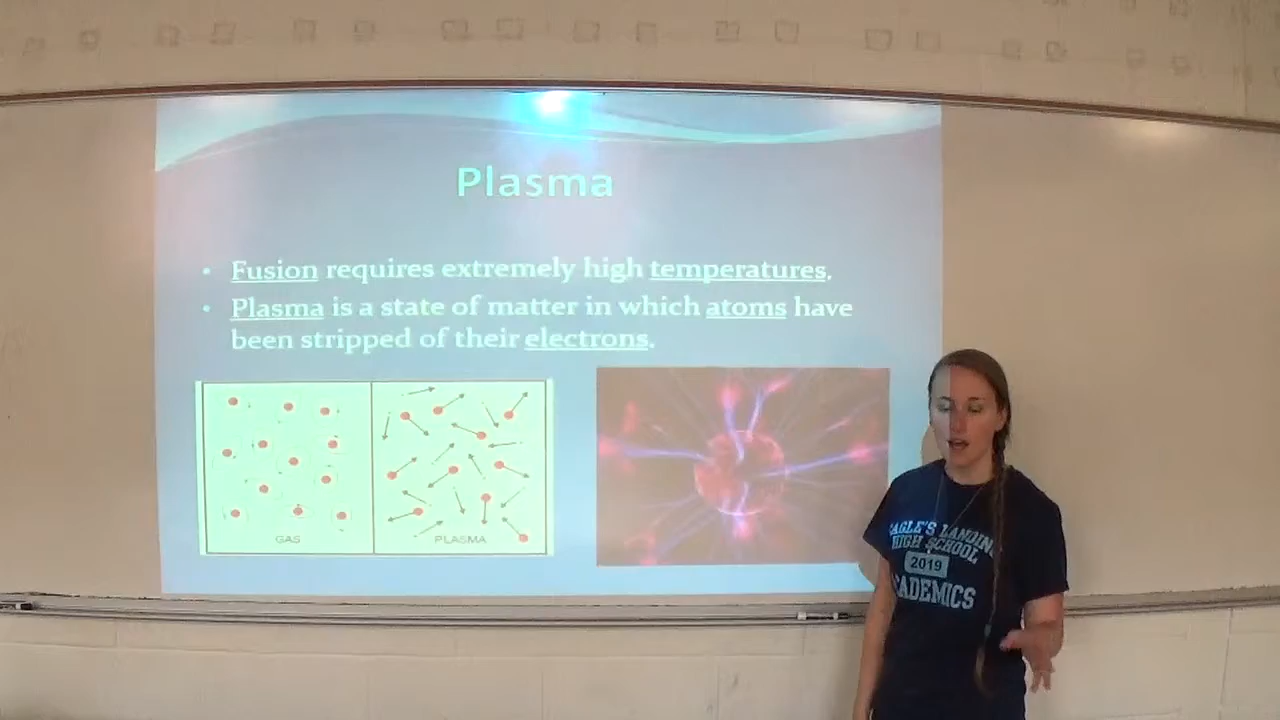 Plasma
• Fusion requires extremely high temperatures.
• Plasma is a state of matter in which atoms have
been stripped of their electrons.
GAS
PLASMA
EAGLE'S LANDIN
HIGH SCHOOL
2019
ACADEMICS